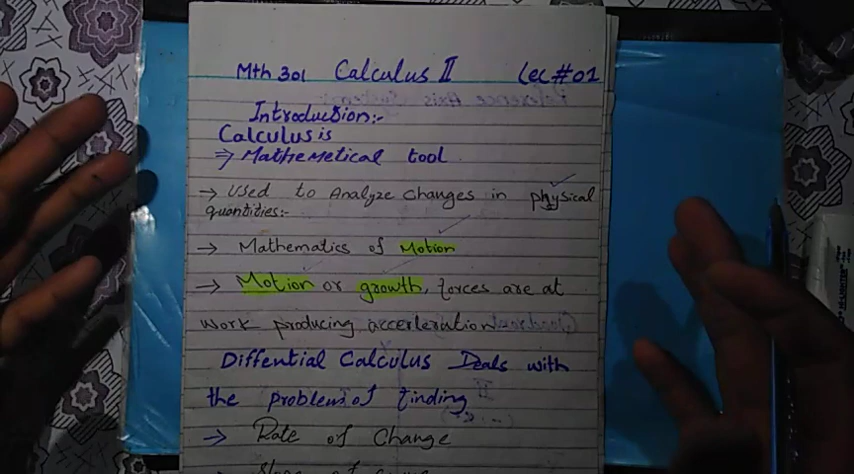 Mth 301 Calculus II Lec #01
Introduction:-
Calculus is
⇒ Mathemetical tool
→ Used to Analyze changes in physical
quantities:-
→ Mathematics of Motion
→ Motion or growth, forces are at
work producing accerleration
Diffential Calculus Deals with
the problem of finding
→ Rate of Change